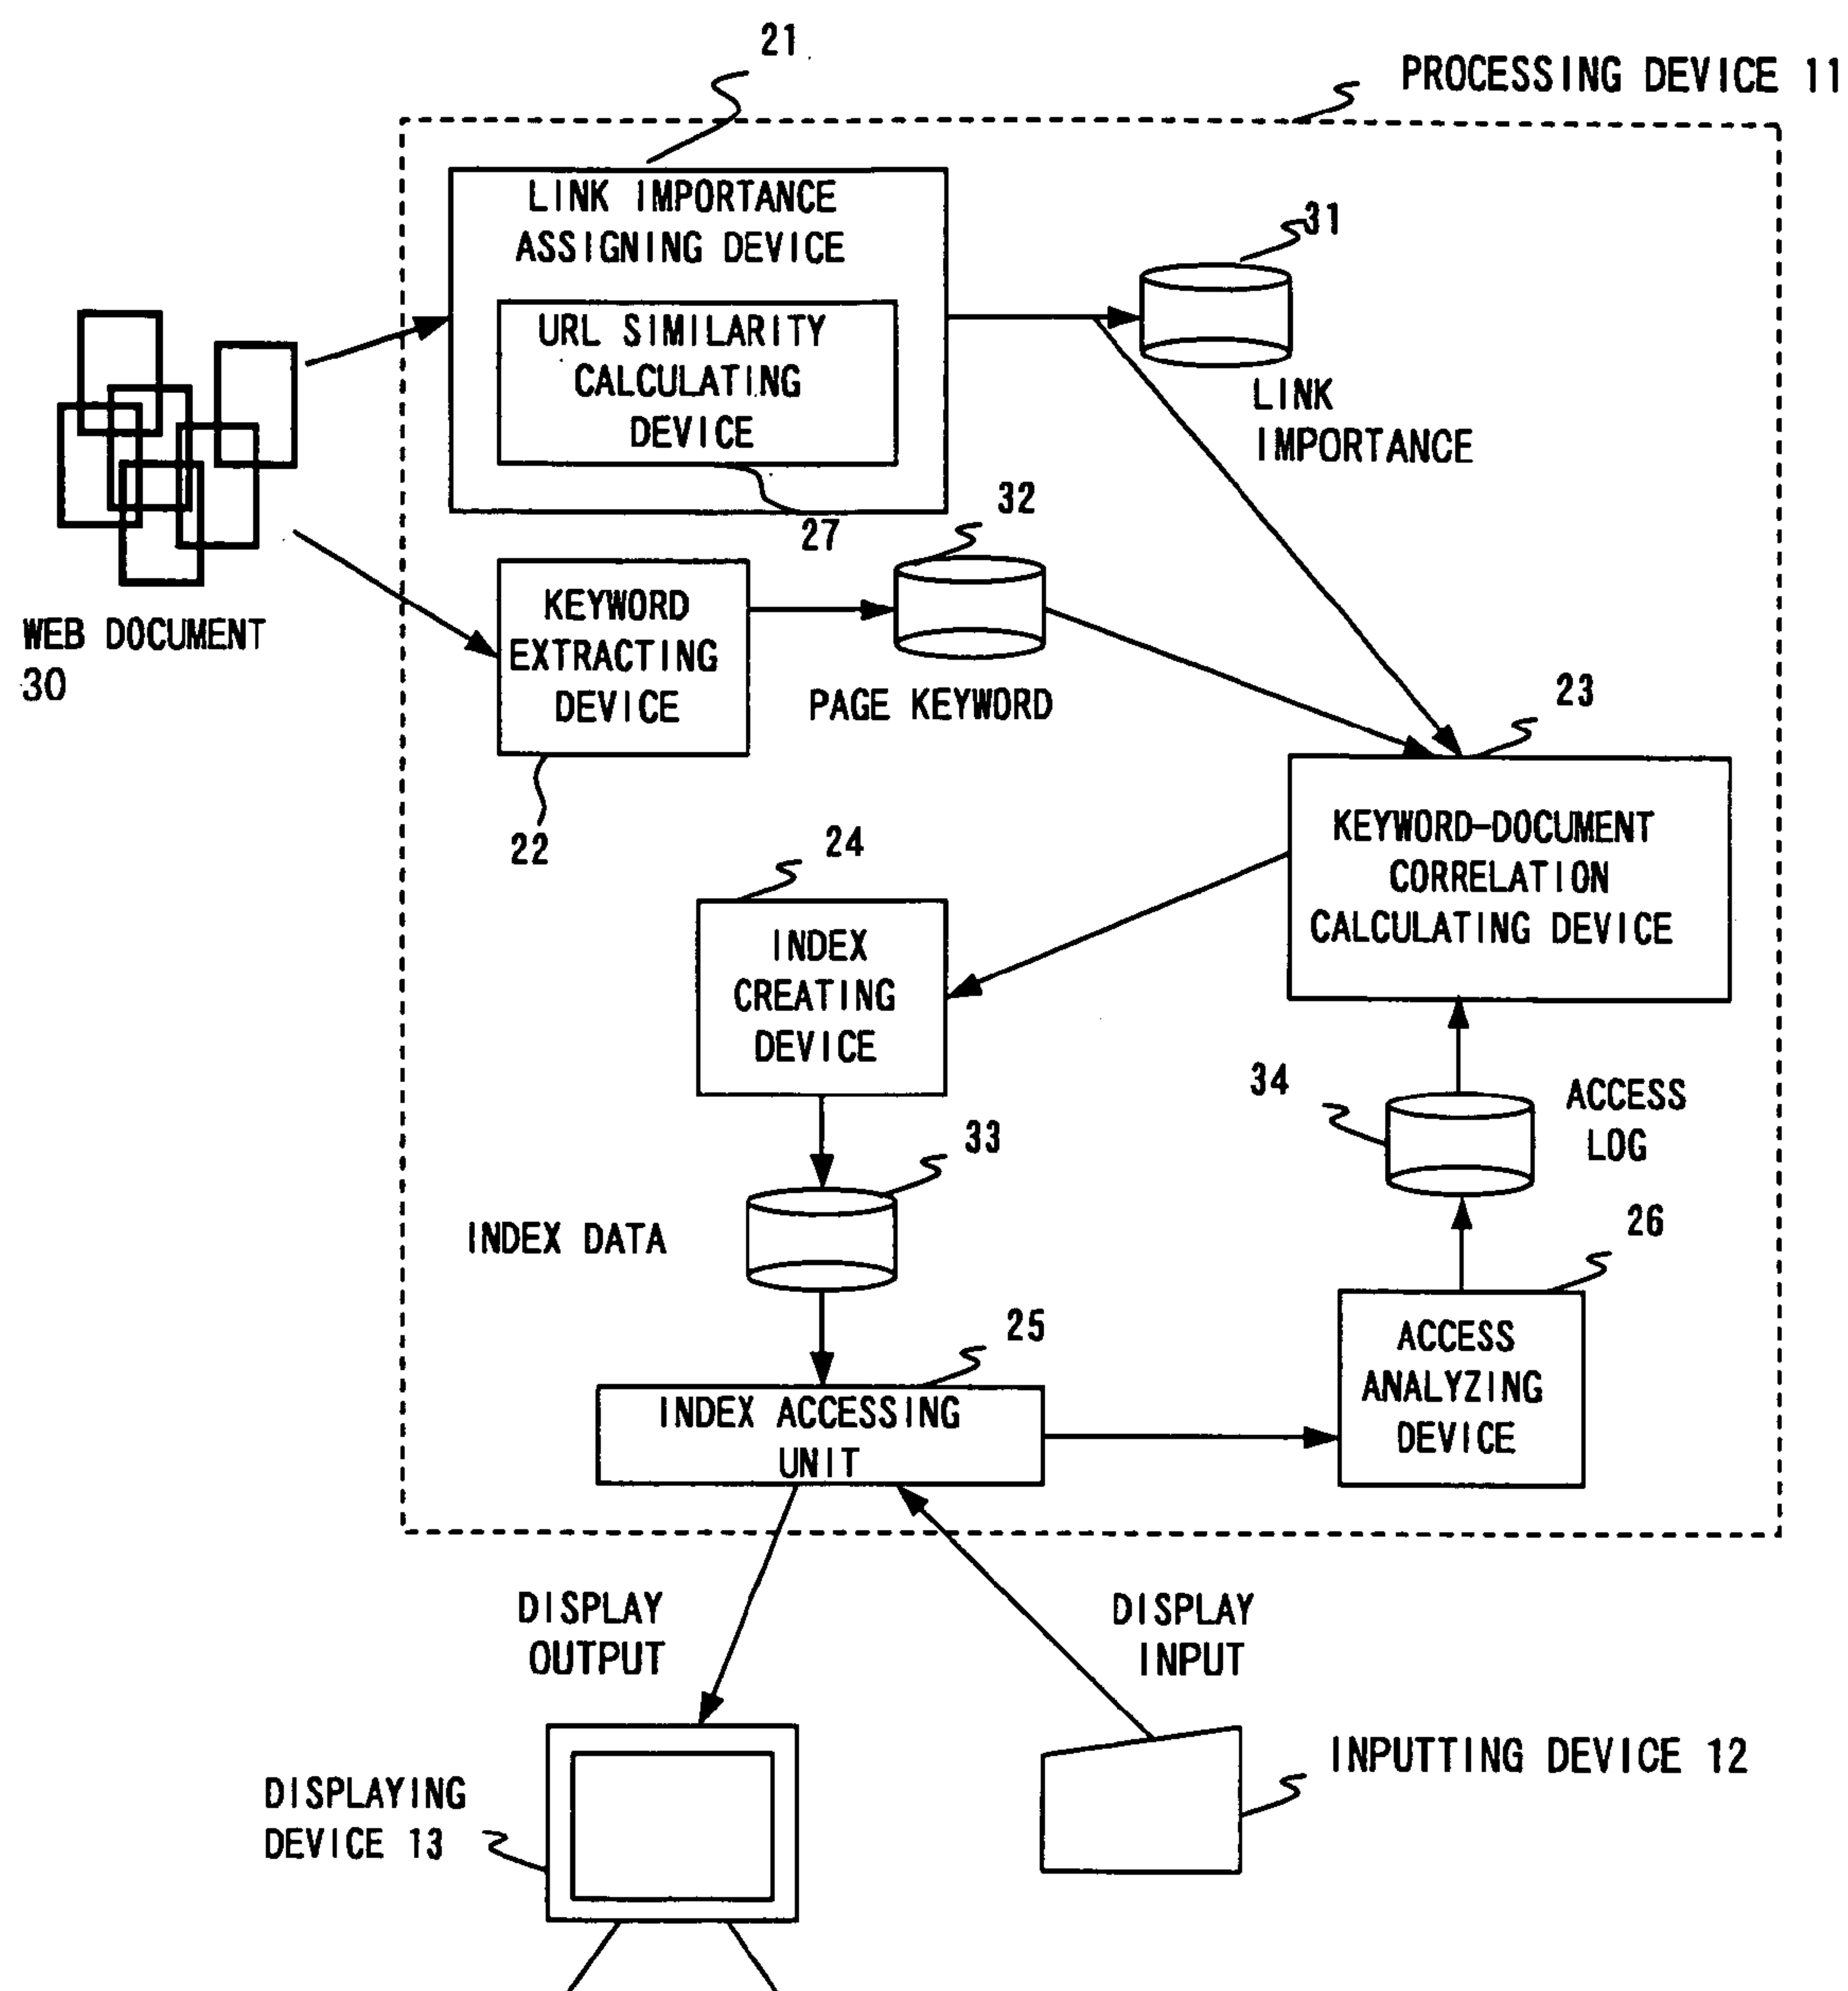 21
PROCESSING DEVICE 11
LINK IMPORTANCE
ASSIGNING DEVICE
31
URL SIMILARITY
CALCULATING
DEVICE
LINK
IMPORTANCE
27
32
KEYWORD
EXTRACTING
DEVICE
WEB DOCUMENT
30
PAGE KEYWORD
23
22
24
KEYWORD-DOCUMENT
CORRELATION
CALCULATING DEVICE
INDEX
CREATING
DEVICE
34
ACCESS
LOG
33
INDEX DATA
26
25
ACCESS
ANALYZING
DEVICE
INDEX ACCESSING
UNIT
DISPLAY
OUTPUT
DISPLAY
INPUT
INPUTTING DEVICE 12
DISPLAYING
DEVICE 13